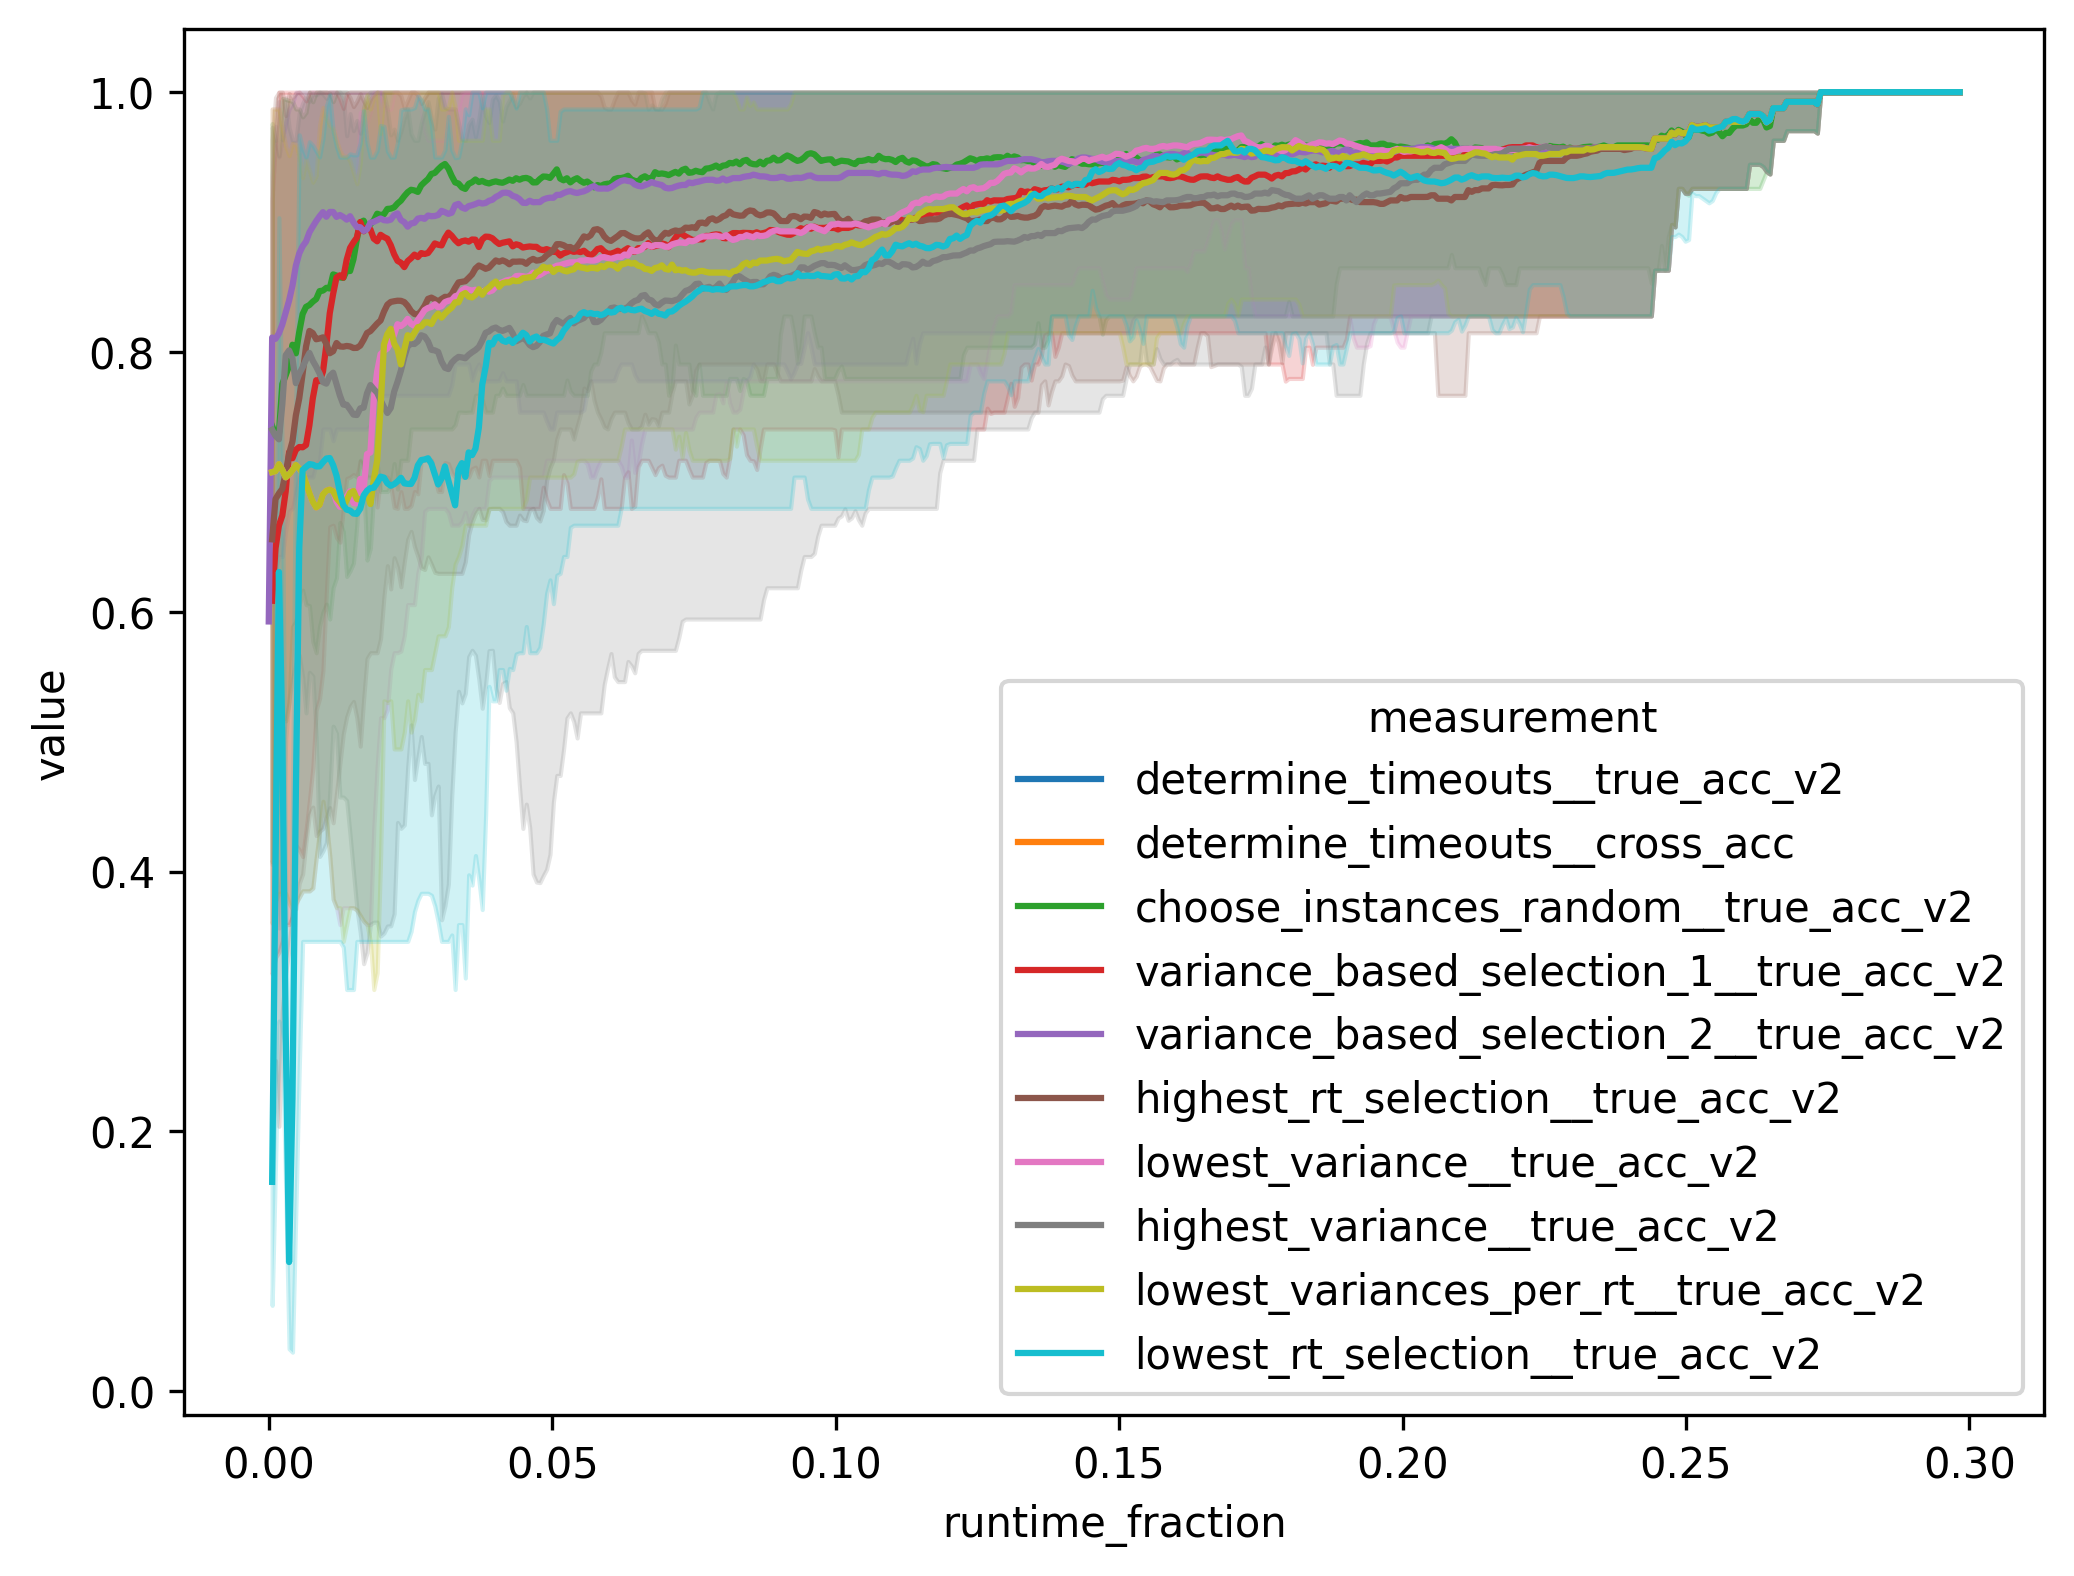 1.0
0.8
0.6
0.4
0.2
0.0
value
0.00 0.05 0.10 0.15 0.20 0.25 0.30
runtime_fraction
measurement
determine_timeouts__true_acc_v2
determine_timeouts__cross_acc
choose_instances_random__true_acc_v2
variance_based_selection_1__true_acc_v2
variance_based_selection_2__true_acc_v2
highest_rt_selection__true_acc_v2
lowest_variance__true_acc_v2
highest_variance__true_acc_v2
lowest_variances_per_rt__true_acc_v2
lowest_rt_selection__true_acc_v2